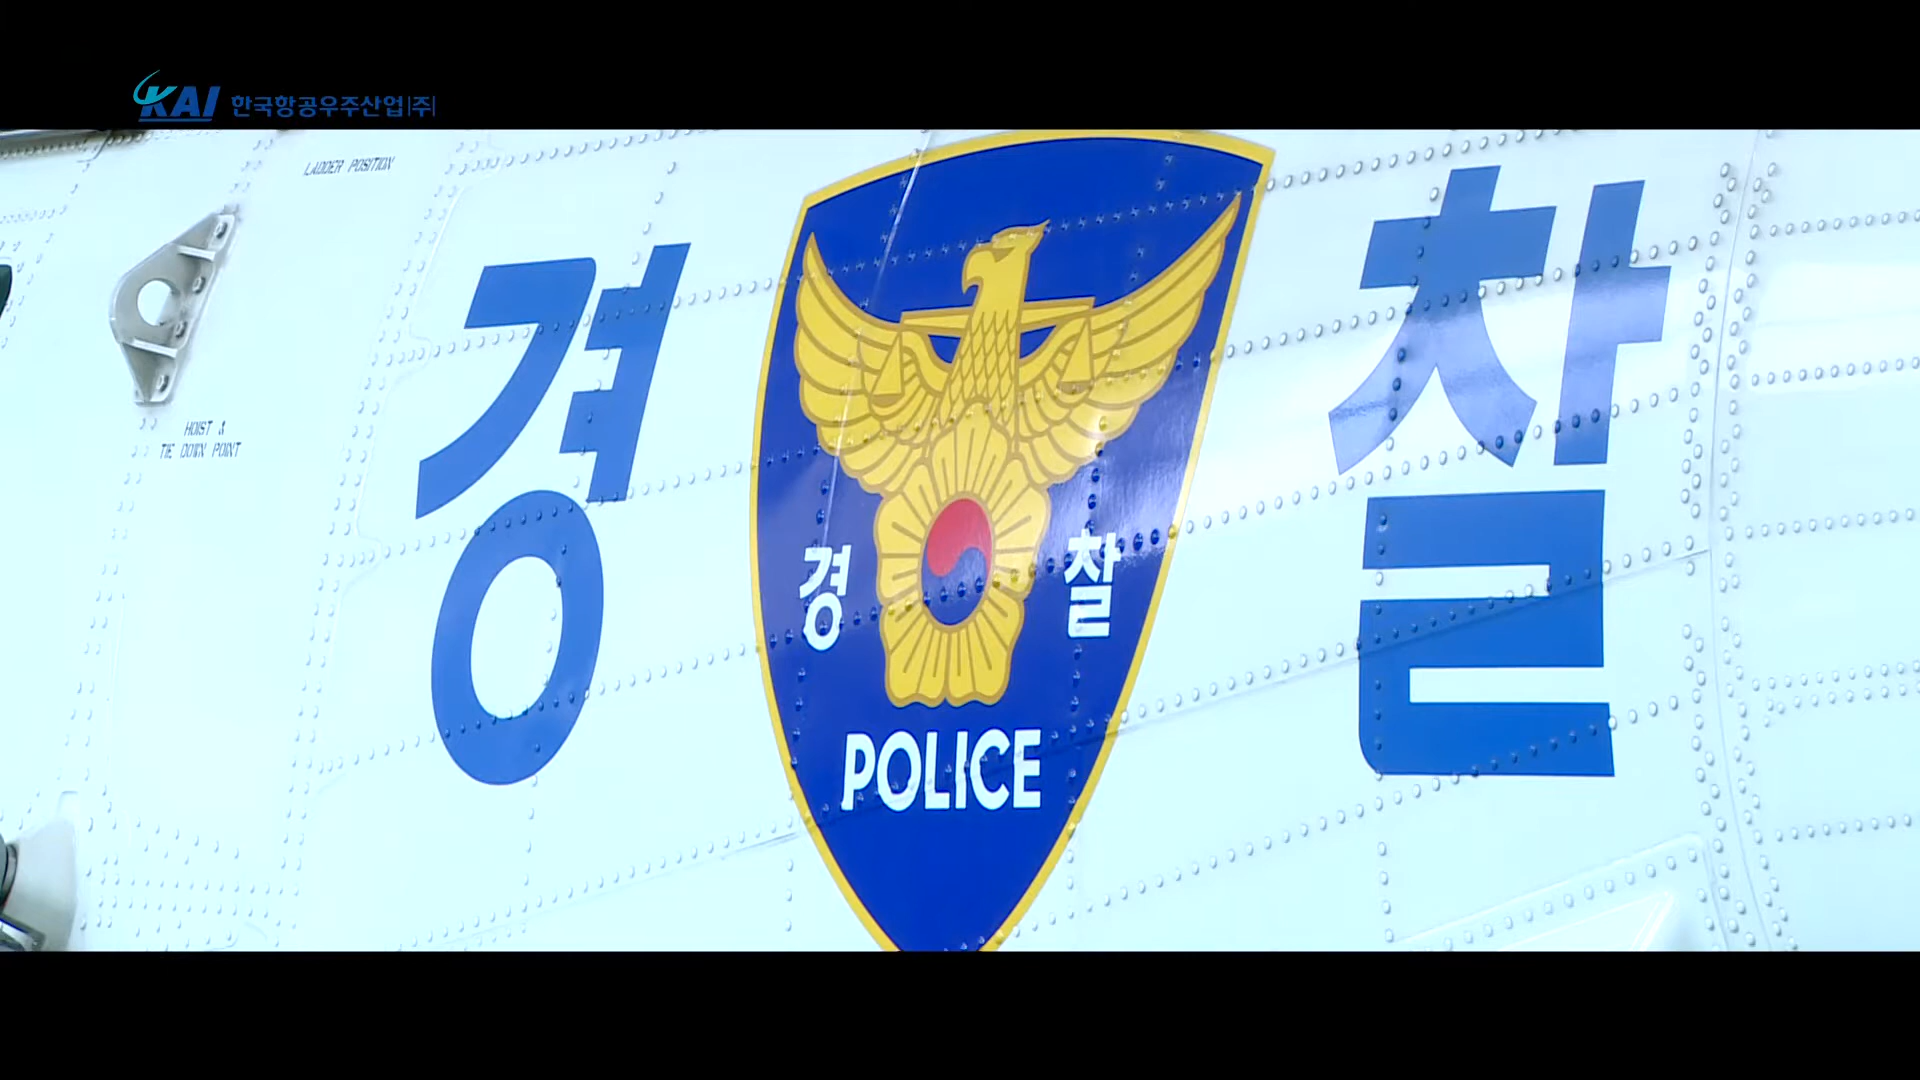 KAI 한국항공우주산업|주|
LADDER POSITION
HOIST &
TIE DOWN POINT
경 찰
경 찰
POLICE